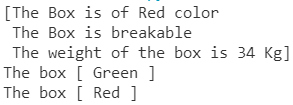 [The Box is of Red color
The Box is breakable
The weight of the box is 34 Kg]
The box [ Green ]
The box [ Red ]